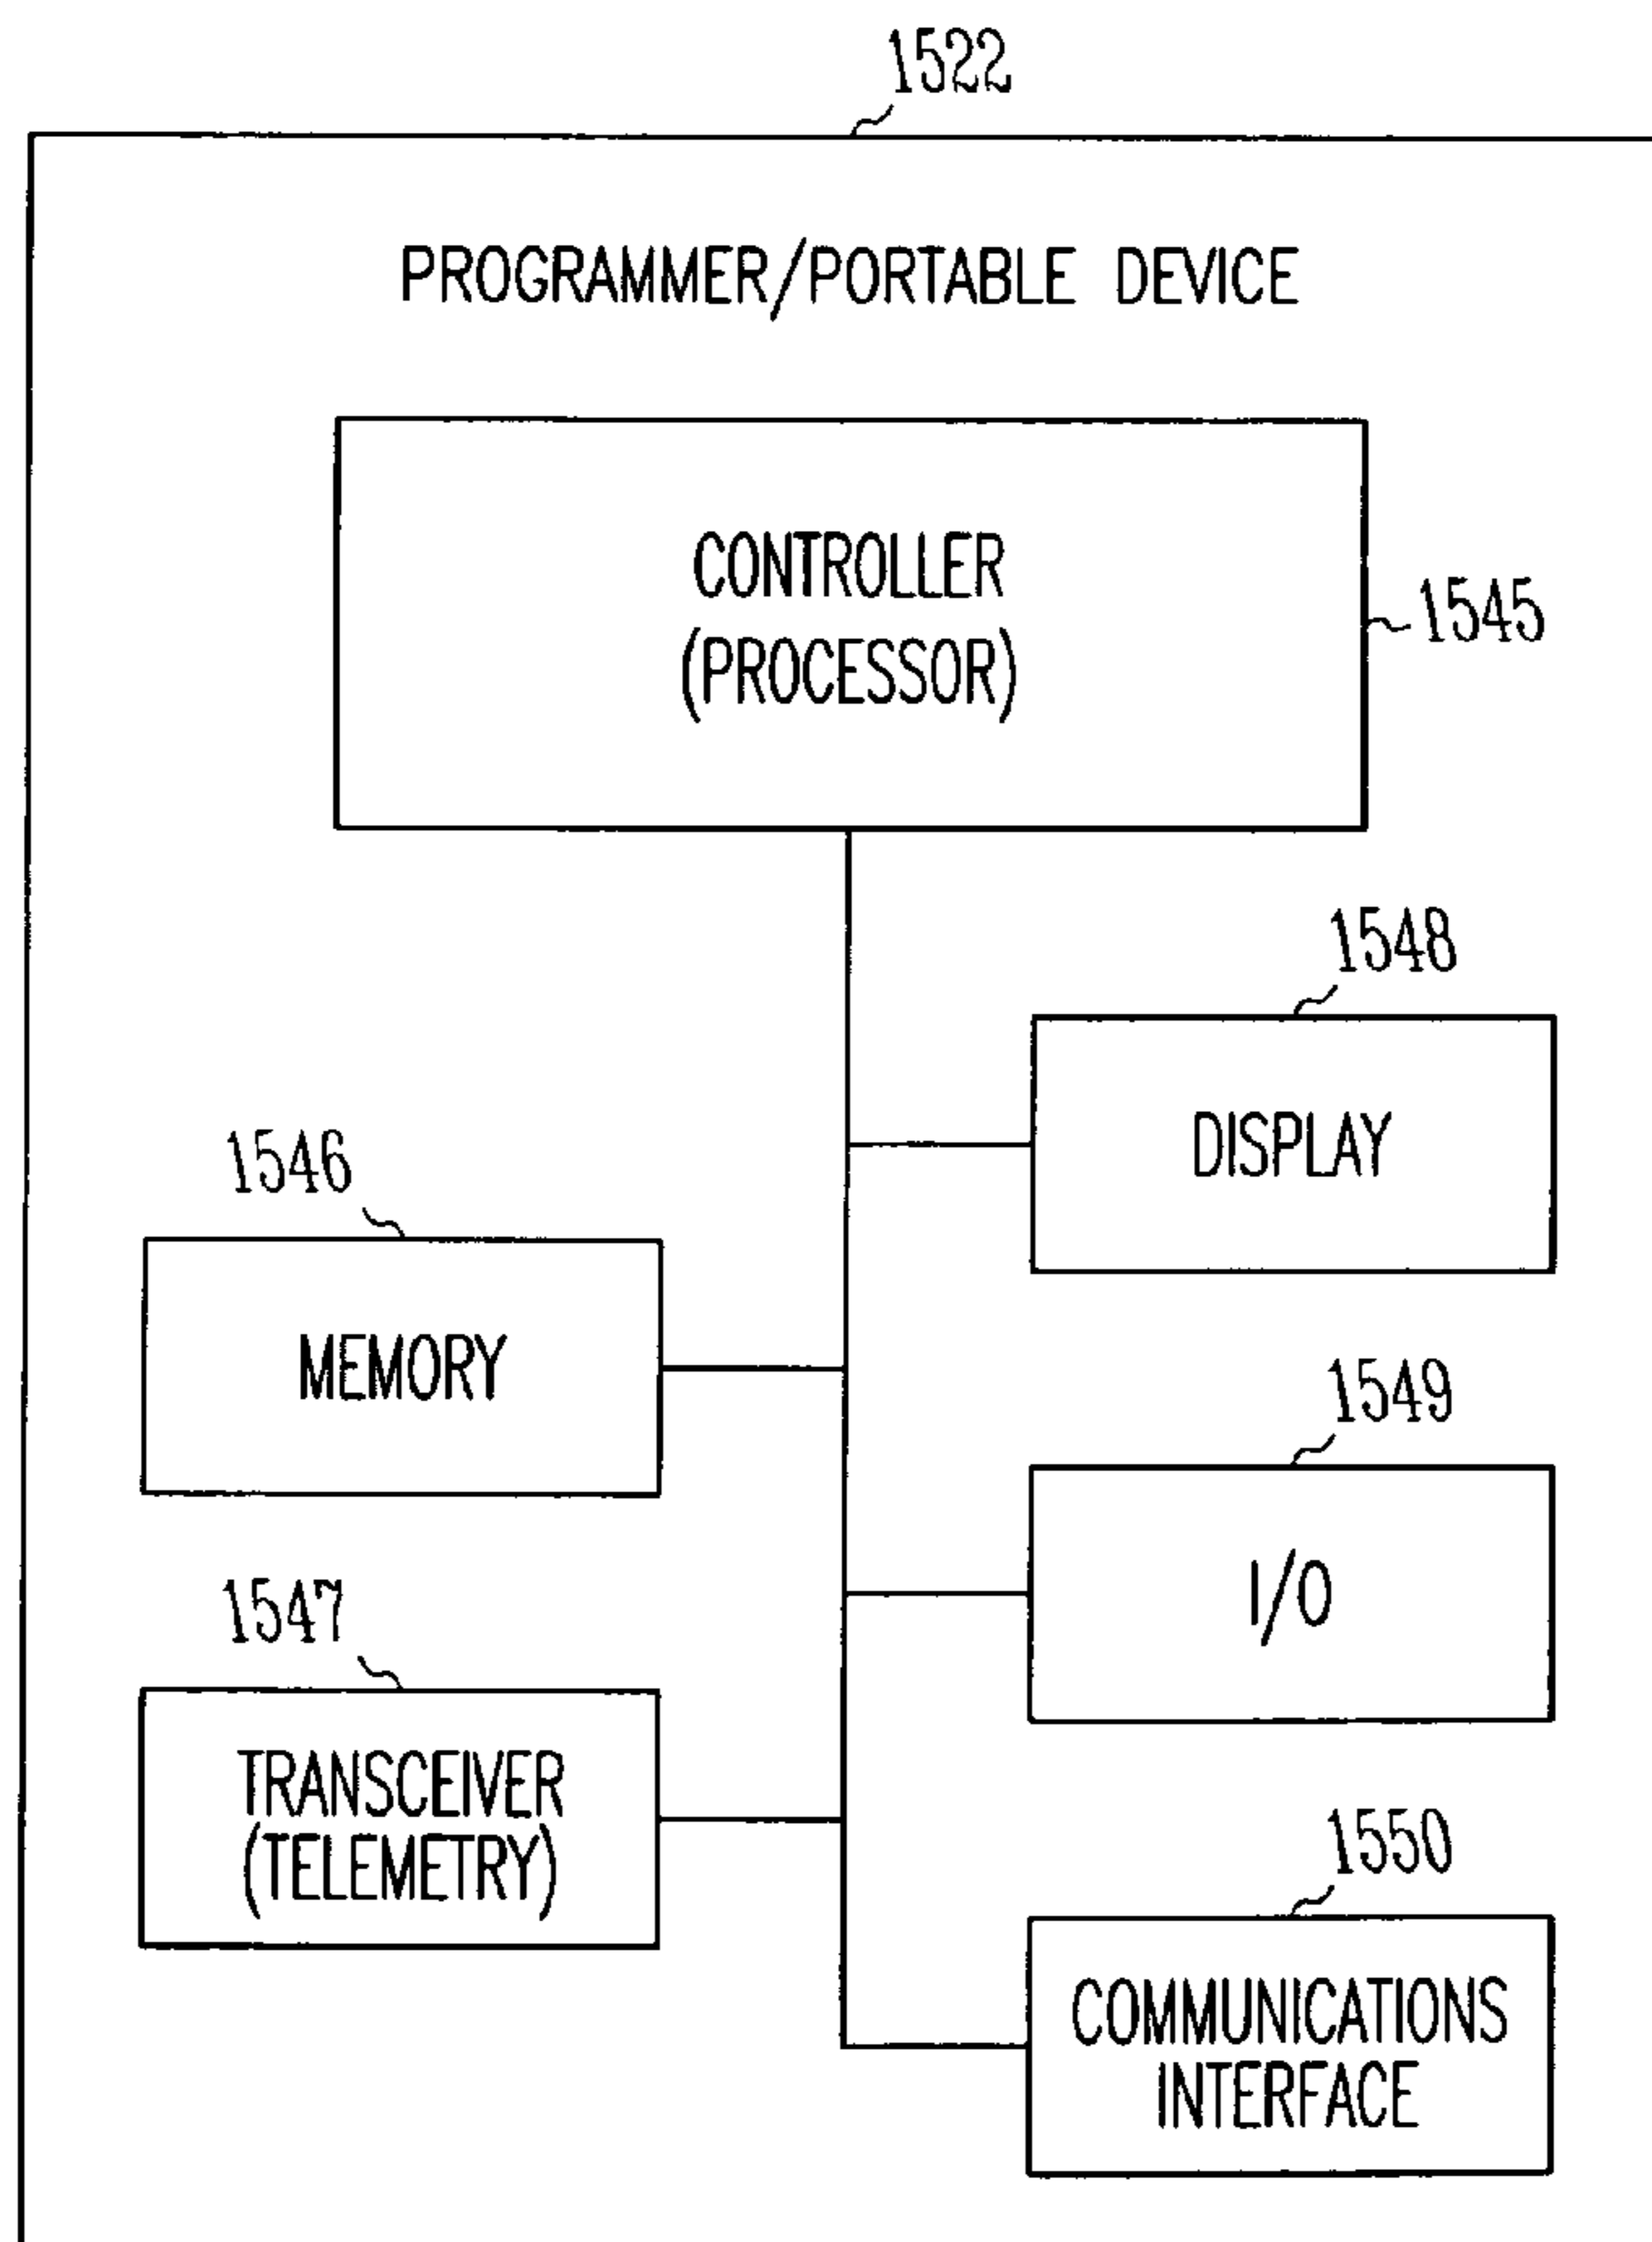 1522
PROGRAMMER/PORTABLE DEVICE
CONTROLLER
(PROCESSOR)
1545
1548
DISPLAY
1546
MEMORY
1549
I/O
1547
TRANSCEIVER
(TELEMETRY)
1550
COMMUNICATIONS
INTERFACE